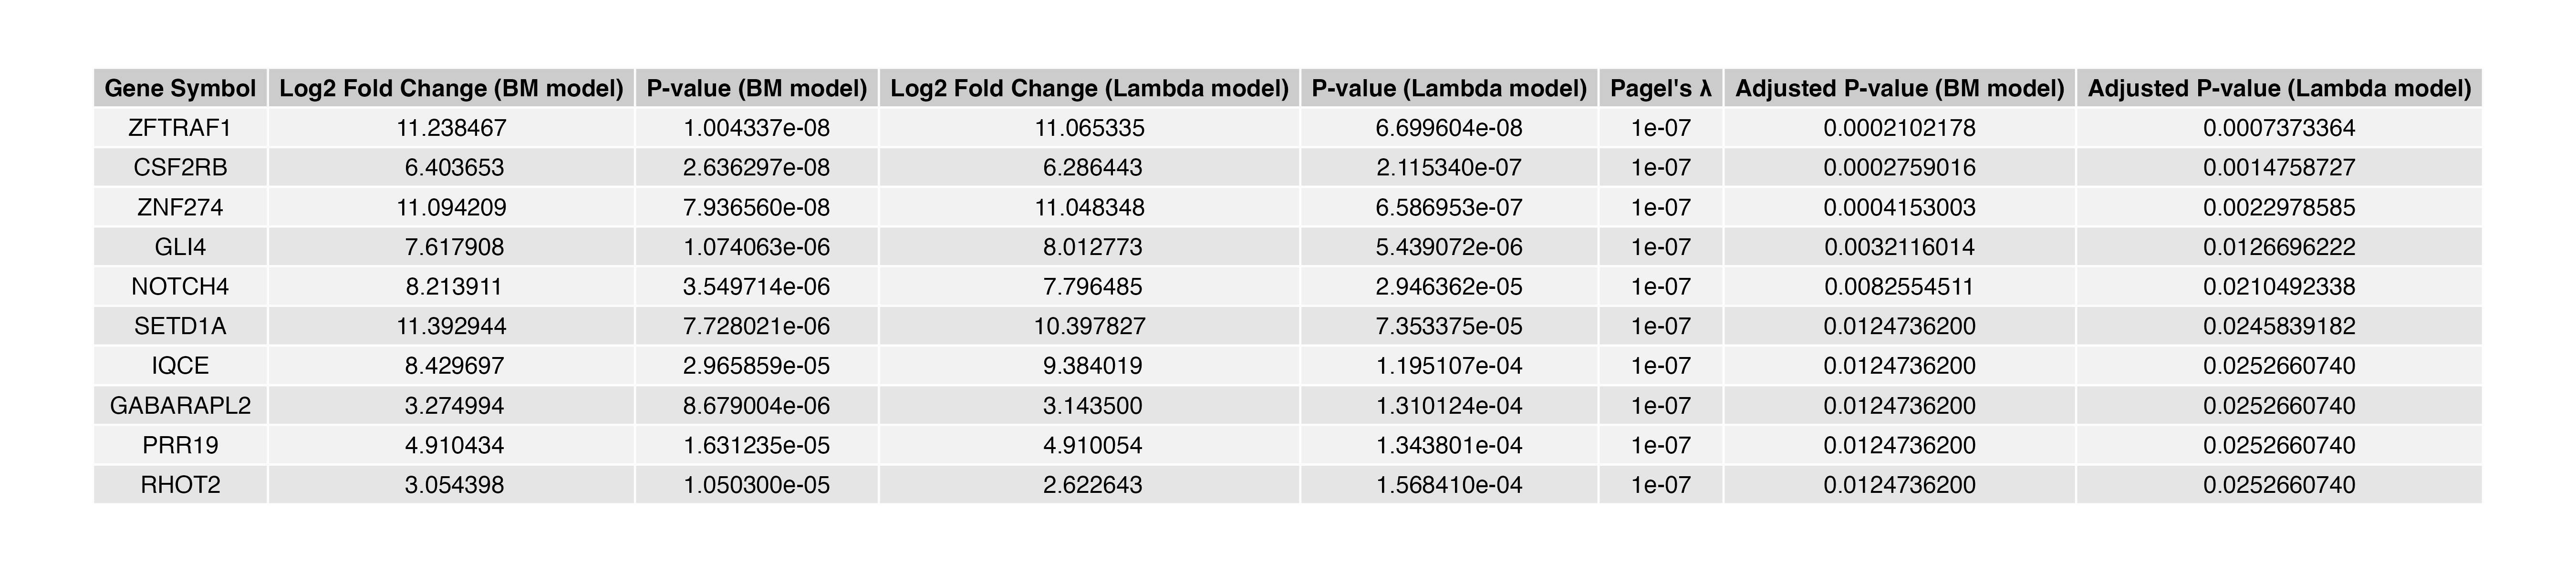 Gene Symbol Log2 Fold Change (BM model) P-value (BM model) Log2 Fold Change (Lambda model) P-value (Lambda model) Pagel's λ Adjusted P-value (BM model) Adjusted P-value (Lambda model)
ZFTRAF1 11.238467 1.004337e-08 11.065335 6.699604e-08 1e-07 0.0002102178 0.0007373364
CSF2RB 6.403653 2.636297e-08 6.286443 2.115340e-07 1e-07 0.0002759016 0.0014758727
ZNF274 11.094209 7.936560e-08 11.048348 6.586953e-07 1e-07 0.0004153003 0.0022978585
GLI4 7.617908 1.074063e-06 8.012773 5.439072e-06 1e-07 0.0032116014 0.0126696222
NOTCH4 8.213911 3.549714e-06 7.796485 2.946362e-05 1e-07 0.0082554511 0.0210492338
SETD1A 11.392944 7.728021e-06 10.397827 7.353375e-05 1e-07 0.0124736200 0.0245839182
IQCE 8.429697 2.965859e-05 9.384019 1.195107e-04 1e-07 0.0124736200 0.0252660740
GABARAPL2 3.274994 8.679004e-06 3.143500 1.310124e-04 1e-07 0.0124736200 0.0252660740
PRR19 4.910434 1.631235e-05 4.910054 1.343801e-04 1e-07 0.0124736200 0.0252660740
RHOT2 3.054398 1.050300e-05 2.622643 1.568410e-04 1e-07 0.0124736200 0.0252660740